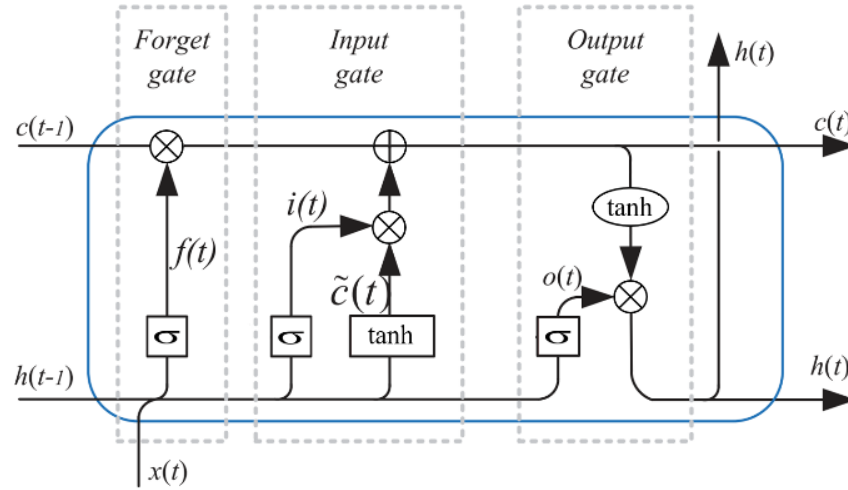 Forget
gate
Input
gate
Output
gate
h(t)
c(t-1)
c(t)
i(t)
tanh
f(t)
c̃(t)
o(t)
σ
σ
tanh
σ
h(t-1)
h(t)
x(t)